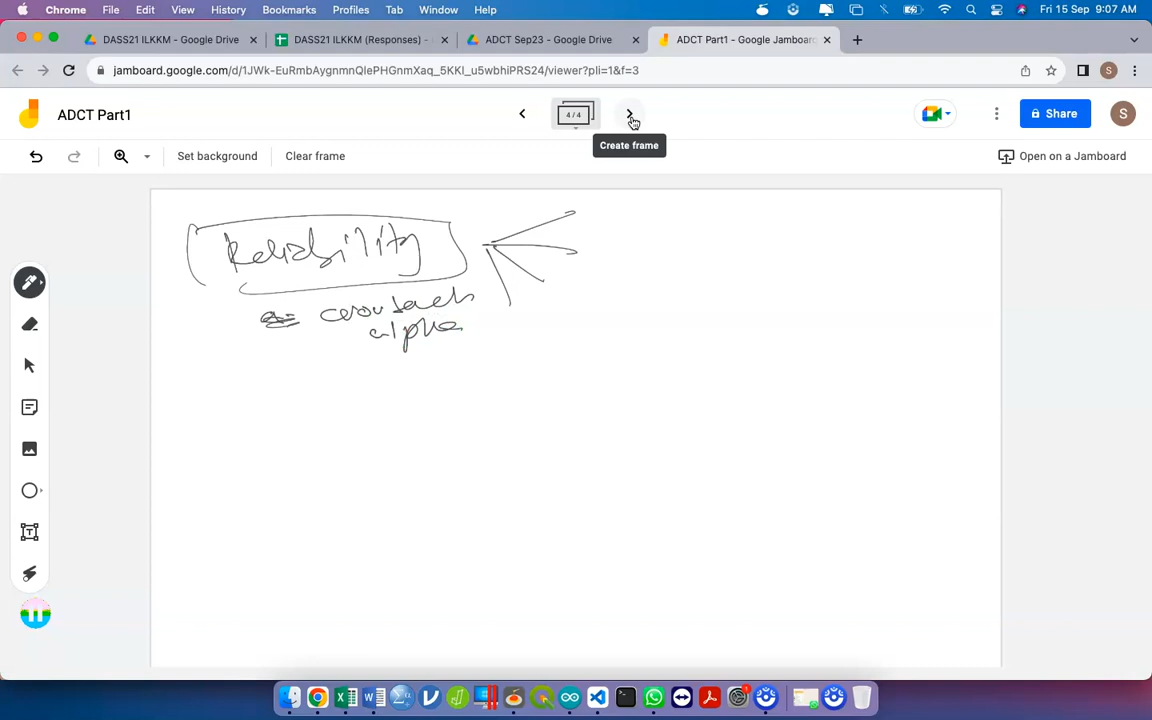 Chrome File Edit View History Bookmarks Profiles Tab Window Help Fri 15 Sep 9:07 AM
DASS21 ILKKM - Google Drive DASS21 ILKKM (Responses) - ADCT Sep23 - Google Drive ADCT Part1 - Google Jamboard
jamboard.google.com/d/1JWk-EuRmbAygnmnQIePHGnmXaq_5KKI_u5wbhiPRS24/viewer?pli=1&f=3 S
ADCT Part1 4 / 4 Share S
Create frame
Set background Clear frame Open on a Jamboard
Reliability
alpha